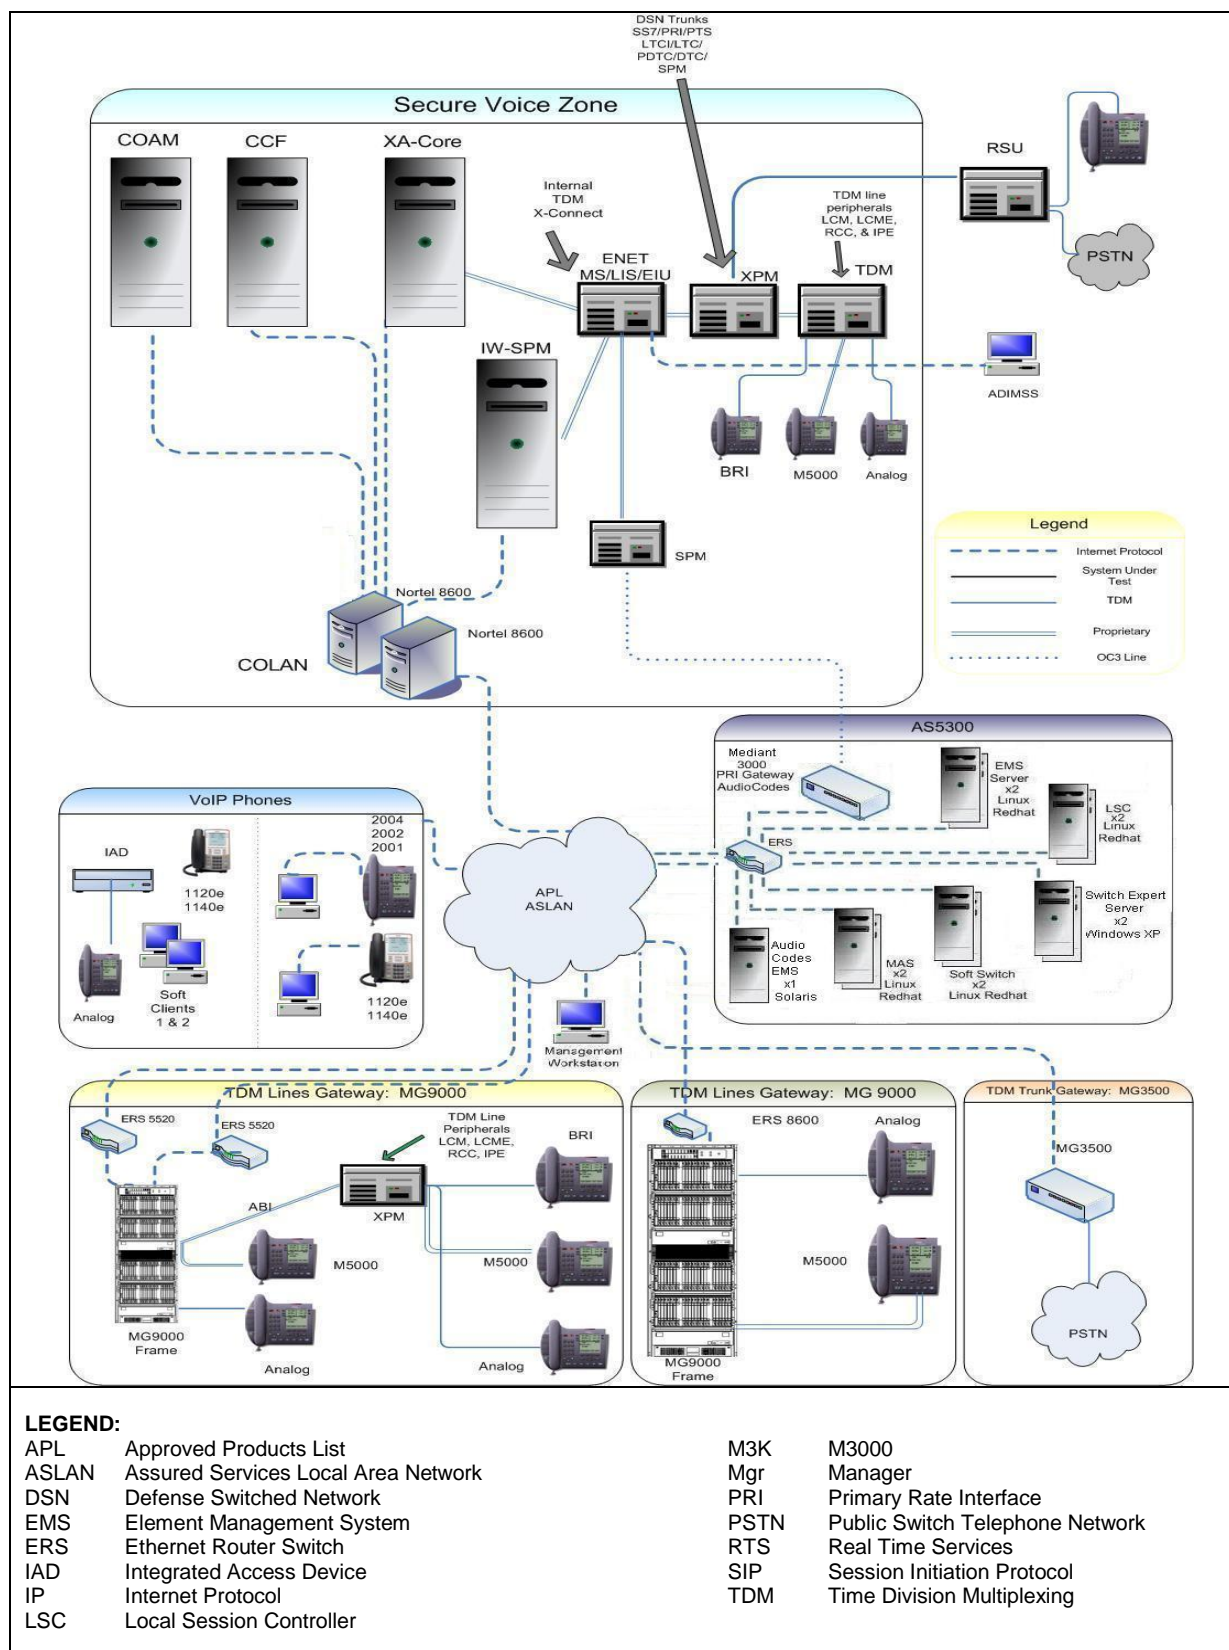 DSN Trunks
SS7/PRI/PTS
LTCI/LTC/
PDTC/DTC/
SPM
Secure Voice Zone
COAM
CCF
XA-Core
RSU
Internal
TDM
X-Connect
TDM line
peripherals
LCM, LCME,
RCC, & IPE
PSTN
ENET
MS/LIS/EIU
XPM
TDM
IW-SPM
ADIMSS
BRI
M5000
Analog
SPM
Legend
Internet Protocol
System Under
Test
TDM
Proprietary
OC3 Line
Nortel 8600
Nortel 8600
COLAN
AS5300
Mediant
3000
PRI Gateway
AudioCodes
EMS
Server
x2
Linux
Redhat
LSC
x2
Linux
Redhat
ERS
Switch Expert
Server
x2
Windows XP
Audio
Codes
EMS
x1
Solaris
MAS
x2
Linux
Redhat
Soft Switch
x2
Linux Redhat
VoIP Phones
IAD
1120e
1140e
2004
2002
2001
Analog
Soft
Clients
1 & 2
1120e
1140e
APL
ASLAN
Management
Workstation
TDM Lines Gateway: MG9000
ERS 5520
ERS 5520
TDM Line
Peripherals
LCM, LCME,
RCC, IPE
BRI
ABI
XPM
M5000
M5000
MG9000
Frame
Analog
Analog
TDM Lines Gateway: MG 9000
ERS 8600
Analog
M5000
MG9000
Frame
TDM Trunk Gateway: MG3500
MG3500
PSTN
LEGEND:
APL Approved Products List
ASLAN Assured Services Local Area Network
DSN Defense Switched Network
EMS Element Management System
ERS Ethernet Router Switch
IAD Integrated Access Device
IP Internet Protocol
LSC Local Session Controller
M3K M3000
Mgr Manager
PRI Primary Rate Interface
PSTN Public Switch Telephone Network
RTS Real Time Services
SIP Session Initiation Protocol
TDM Time Division Multiplexing